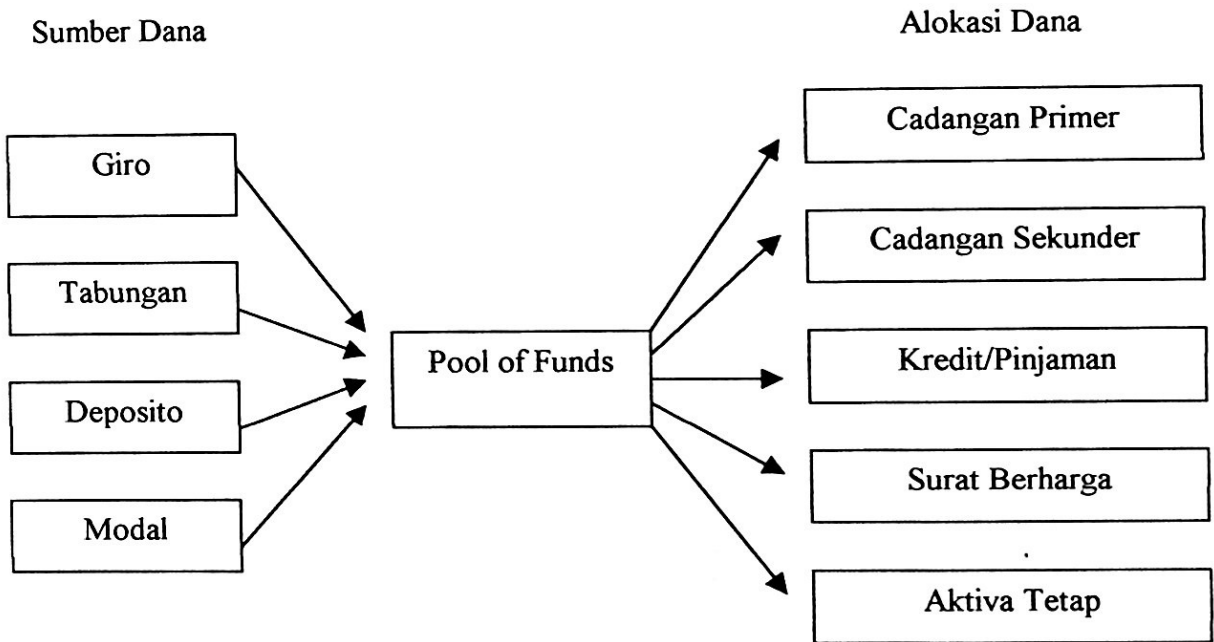 Sumber Dana
Alokasi Dana
Giro
Tabungan
Deposito
Modal
Pool of Funds
Cadangan Primer
Cadangan Sekunder
Kredit/Pinjaman
Surat Berharga
Aktiva Tetap